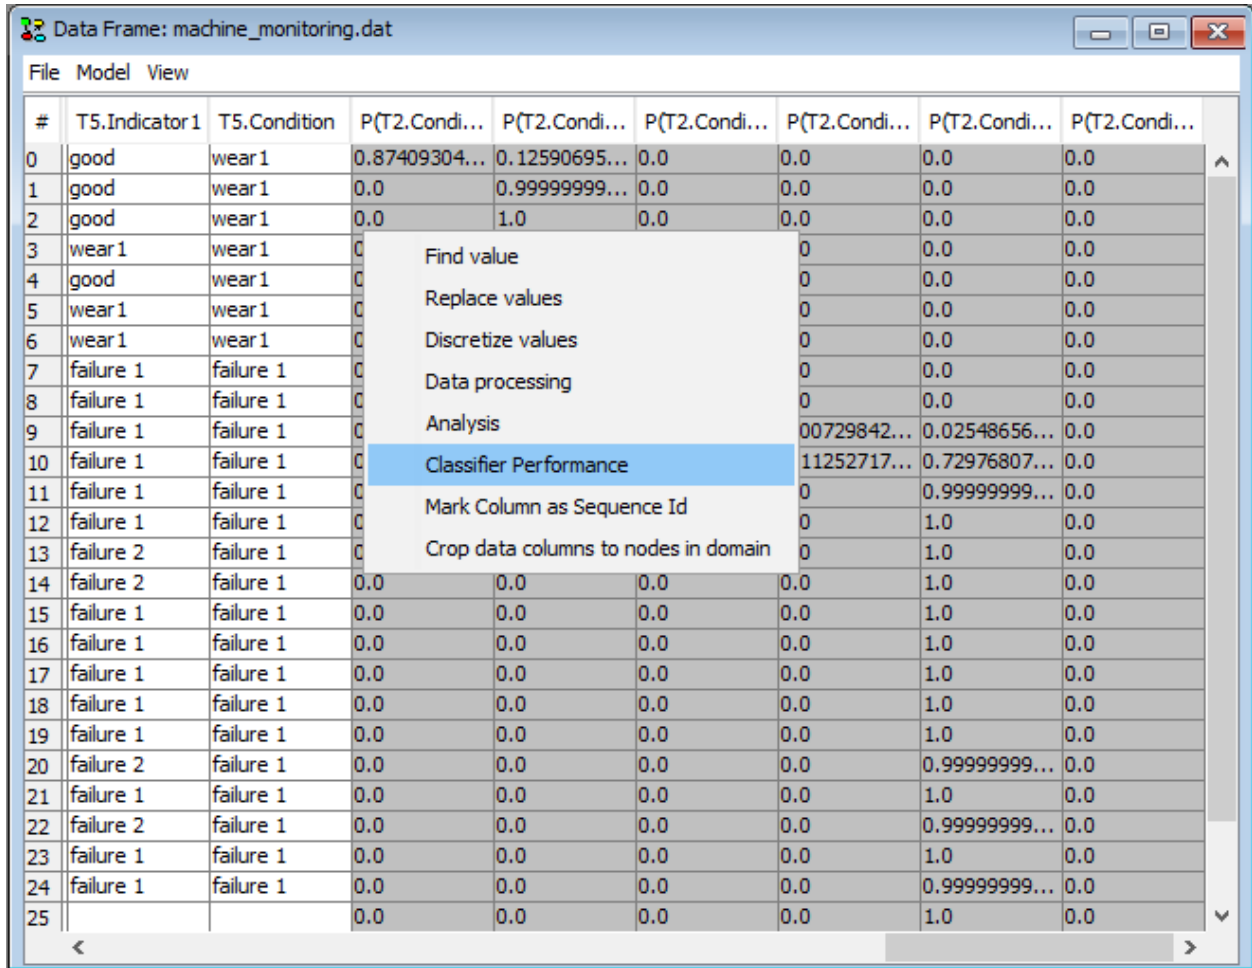 Data Frame: machine_monitoring.dat
File Model View
# T5.Indicator1 T5.Condition P(T2.Condi... P(T2.Condi... P(T2.Condi... P(T2.Condi... P(T2.Condi... P(T2.Condi...
0 good wear1 0.87409304... 0.12590695... 0.0 0.0 0.0 0.0
1 good wear1 0.0 0.99999999... 0.0 0.0 0.0 0.0
2 good wear1 0.0 1.0 0.0 0.0 0.0 0.0
3 wear1 wear1 0 0 0.0 0.0
Find value
4 good wear1 0 0 0.0 0.0
Replace values
5 wear1 wear1 0 0 0.0 0.0
6 wear1 wear1 0 0 0.0 0.0
Discretize values
7 failure 1 failure 1 0 0 0.0 0.0
Data processing
8 failure 1 failure 1 0 0 0.0 0.0
9 failure 1 failure 1 0 00729842... 0.02548656... 0.0
Analysis
10 failure 1 failure 1 0 11252717... 0.72976807... 0.0
Classifier Performance
11 failure 1 failure 1 0 0 0.99999999... 0.0
Mark Column as Sequence Id
12 failure 1 failure 1 0 0 1.0 0.0
13 failure 2 failure 1 0 0 1.0 0.0
Crop data columns to nodes in domain
14 failure 2 failure 1 0.0 0.0 0.0 0.0 1.0 0.0
15 failure 1 failure 1 0.0 0.0 0.0 0.0 1.0 0.0
16 failure 1 failure 1 0.0 0.0 0.0 0.0 1.0 0.0
17 failure 1 failure 1 0.0 0.0 0.0 0.0 1.0 0.0
18 failure 1 failure 1 0.0 0.0 0.0 0.0 1.0 0.0
19 failure 1 failure 1 0.0 0.0 0.0 0.0 1.0 0.0
20 failure 2 failure 1 0.0 0.0 0.0 0.0 0.99999999... 0.0
21 failure 1 failure 1 0.0 0.0 0.0 0.0 1.0 0.0
22 failure 2 failure 1 0.0 0.0 0.0 0.0 0.99999999... 0.0
23 failure 1 failure 1 0.0 0.0 0.0 0.0 1.0 0.0
24 failure 1 failure 1 0.0 0.0 0.0 0.0 0.99999999... 0.0
25 0.0 0.0 0.0 0.0 1.0 0.0